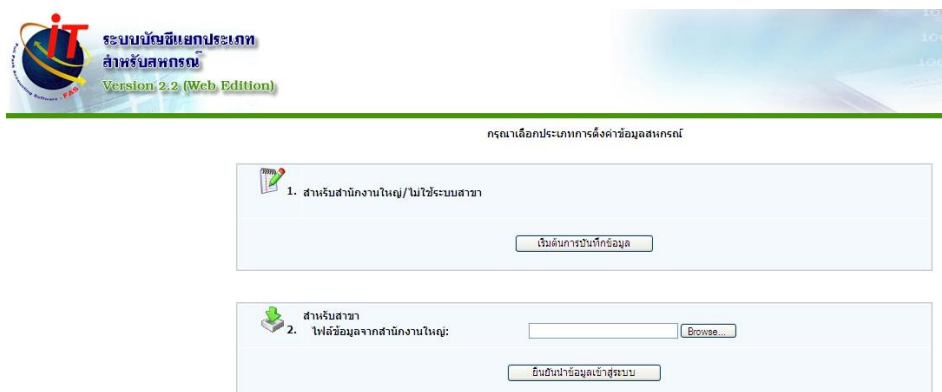 iT
ระบบบัญชีแยกประเภท
สำหรับสหกรณ์
Version 2.2 (Web Edition)
กรุณาเลือกประเภทการตั้งค่าข้อมูลสหกรณ์
1. สำหรับสำนักงานใหญ่/ไม่ใช้ระบบสาขา
เริ่มต้นการบันทึกข้อมูล
สำหรับสาขา
2. ไฟล์ข้อมูลจากสำนักงานใหญ่:
Browse...
ยืนยันนำข้อมูลเข้าสู่ระบบ